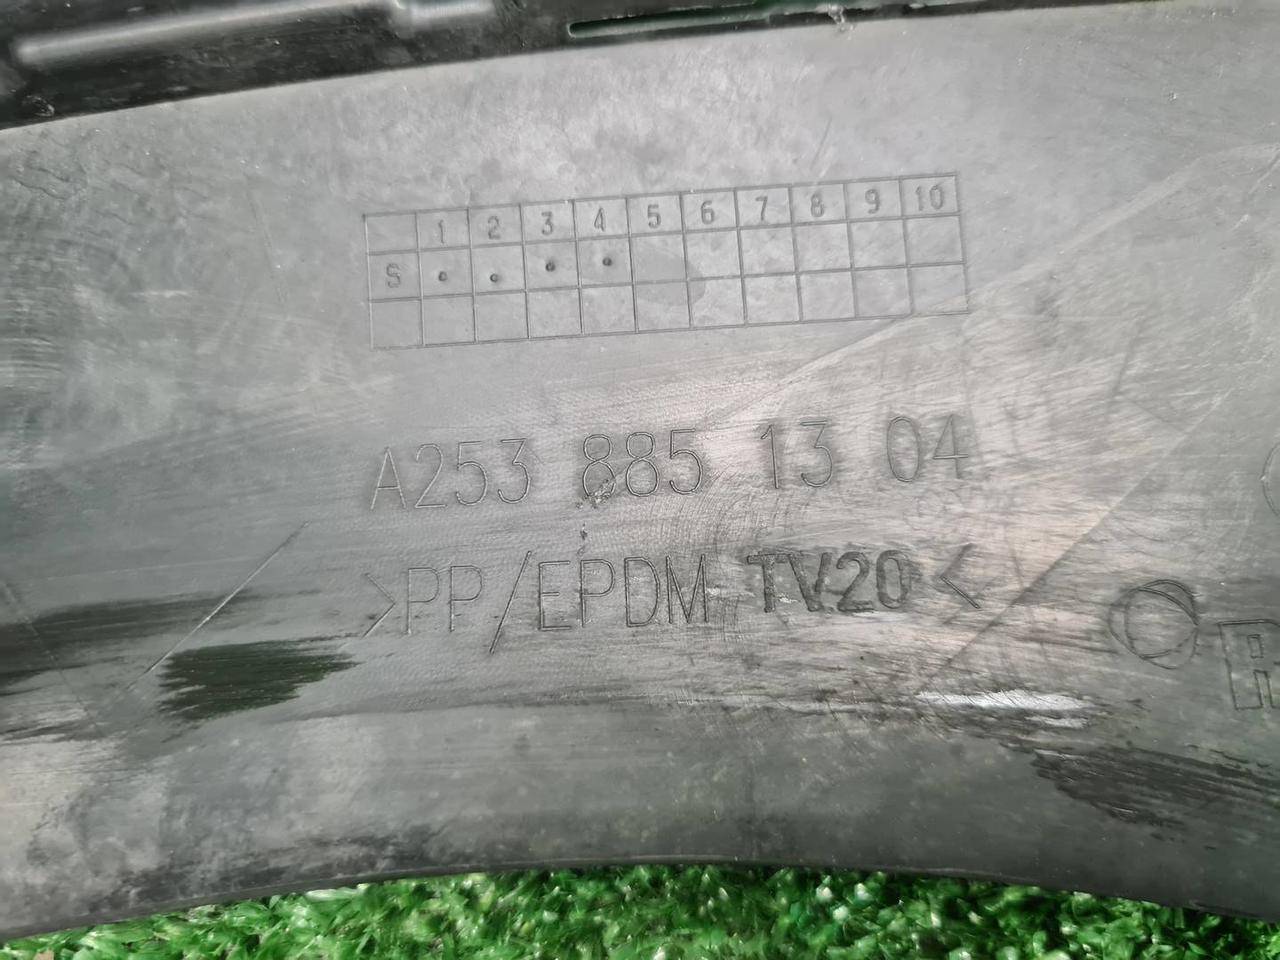 1 2 3 4 5 6 7 8 9 10
S
A253 885 13 04
>PP/EPDM TV20<